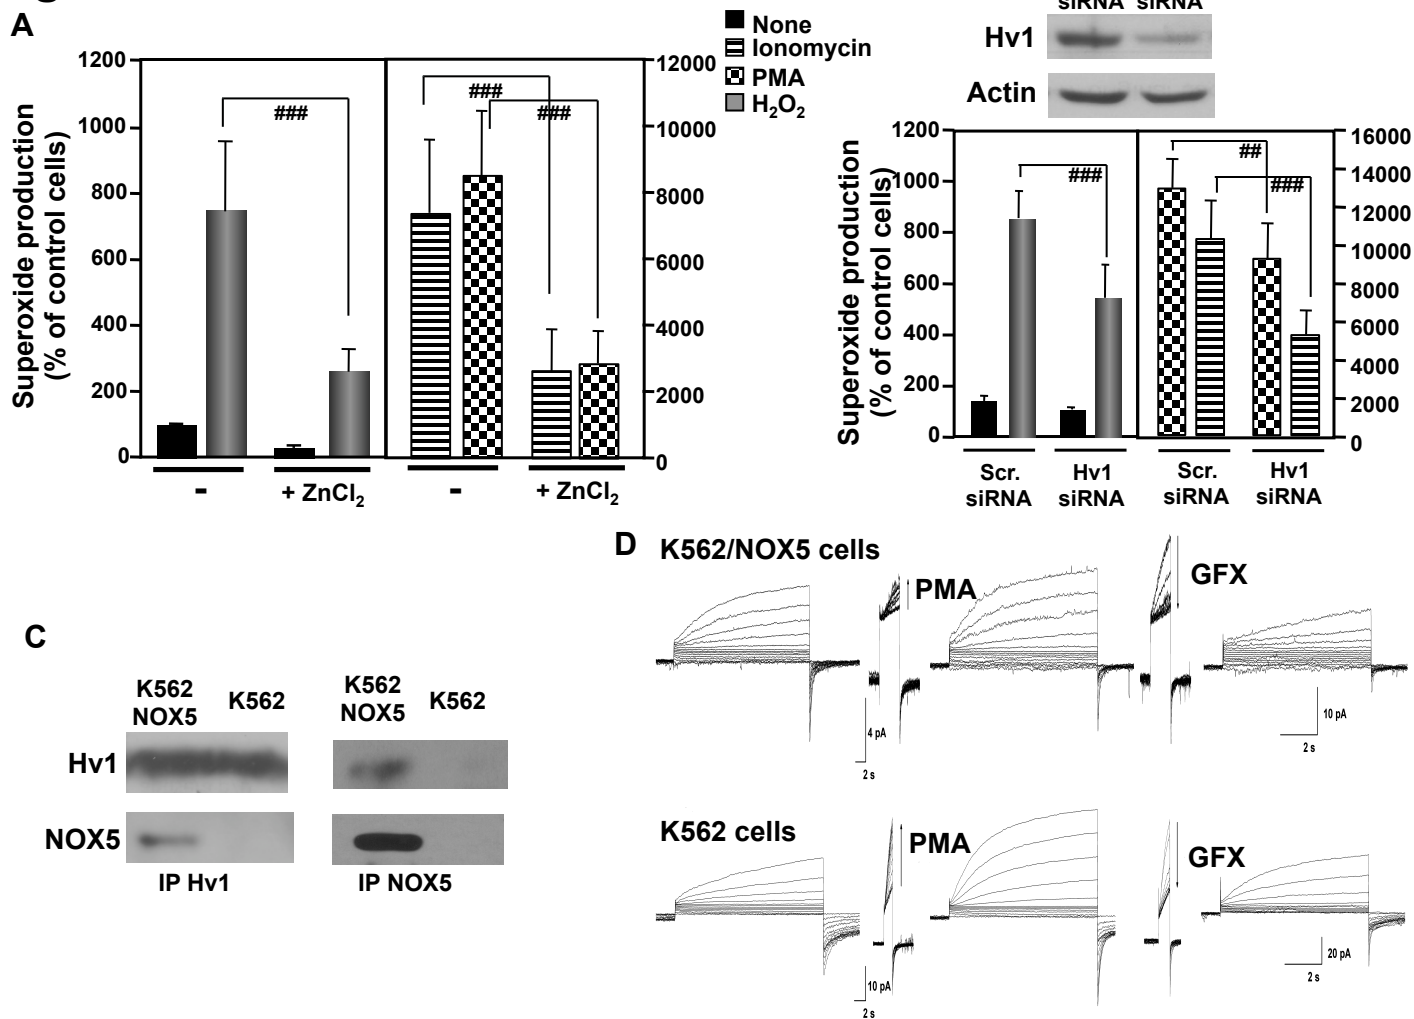 A
None
Ionomycin
PMA
H₂O₂
Superoxide production
(% of control cells)
1200
1000
800
600
400
200
0
12000
10000
8000
6000
4000
2000
0
###
###
###
-
+ ZnCl₂
-
+ ZnCl₂
siRNA siRNA
Hv1
Actin
Superoxide production
(% of control cells)
1200
1000
800
600
400
200
0
16000
14000
12000
10000
8000
6000
4000
2000
0
###
##
###
Scr.
siRNA
Hv1
siRNA
Scr.
siRNA
Hv1
siRNA
C
K562
NOX5
K562
K562
NOX5
K562
Hv1
NOX5
IP Hv1
IP NOX5
D
K562/NOX5 cells
PMA
GFX
4 pA
2 s
10 pA
2 s
K562 cells
PMA
GFX
10 pA
2 s
20 pA
2 s